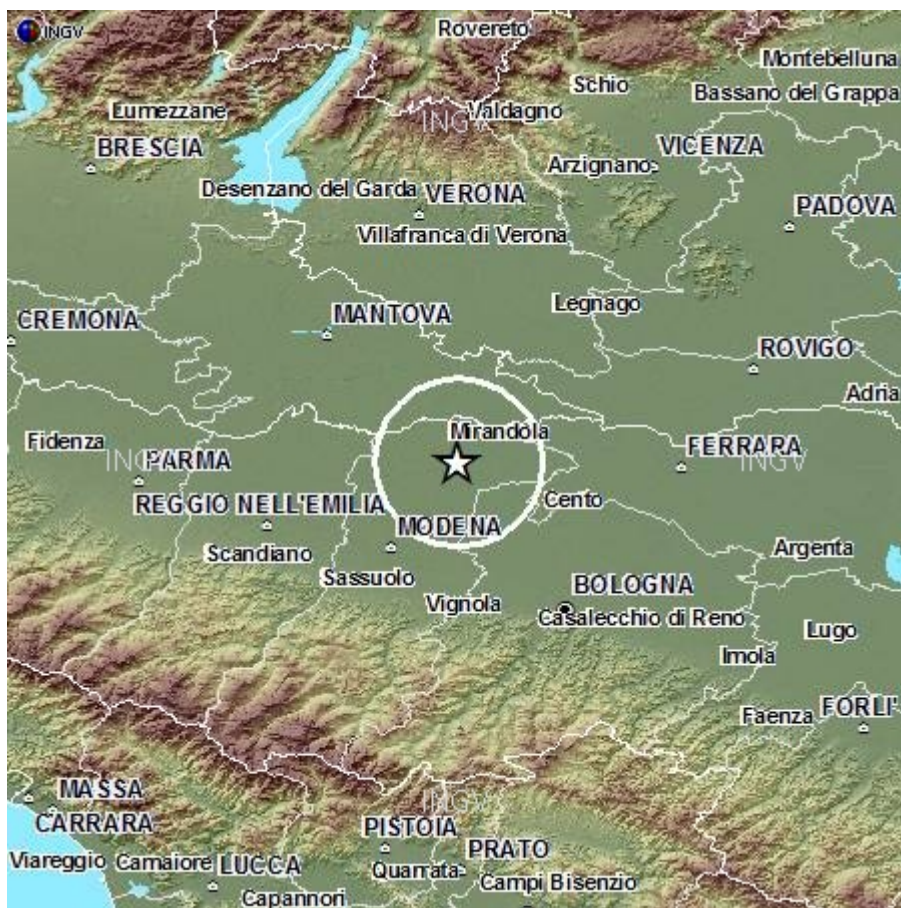 INGV
Rovereto
Montebelluna
Schio
Bassano del Grappa
Lumezzane
Valdagno
INGV
BRESCIA
VICENZA
Arzignano
Desenzano del Garda
VERONA
PADOVA
Villafranca di Verona
Legnago
CREMONA
MANTOVA
ROVIGO
Adria
Mirandola
Fidenza
INGV
PARMA
FERRARA
INGV
REGGIO NELL'EMILIA
Cento
MODENA
Scandiano
Argenta
Sassuolo
BOLOGNA
Vignola
Casalecchio di Reno
Lugo
Imola
Faenza
FORLI'
MASSA
INGV
CARRARA
PISTOIA
PRATO
Viareggio
Camaiore
LUCCA
Quarrata
Campi Bisenzio
Capannori